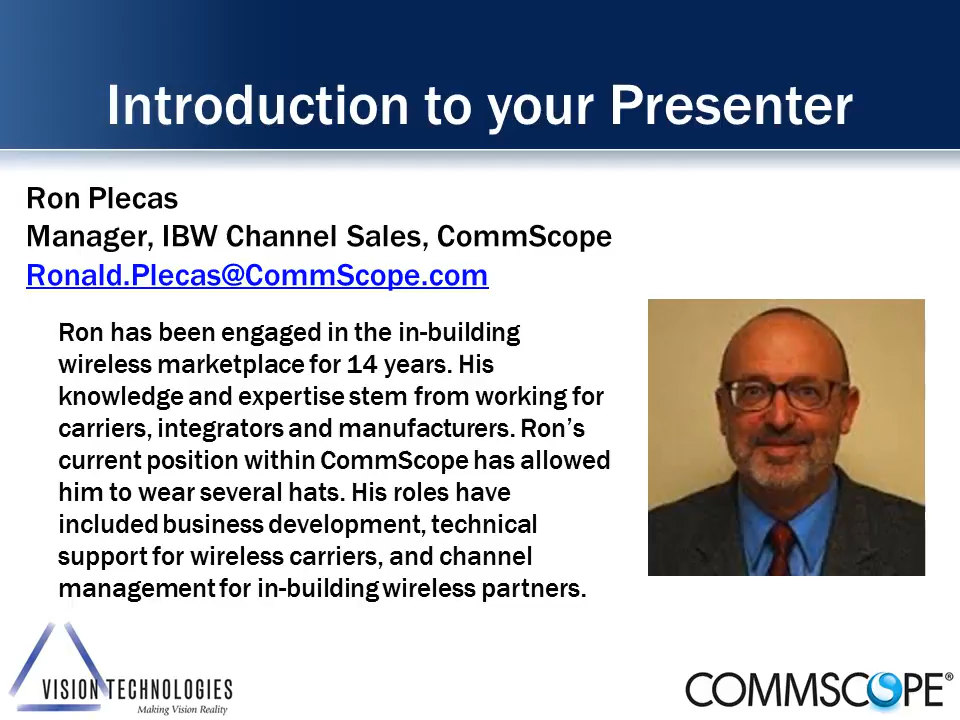 Introduction to your Presenter
Ron Plecas
Manager, IBW Channel Sales, CommScope
Ronald.Plecas@CommScope.com
Ron has been engaged in the in-building
wireless marketplace for 14 years. His
knowledge and expertise stem from working for
carriers, integrators and manufacturers. Ron’s
current position within CommScope has allowed
him to wear several hats. His roles have
included business development, technical
support for wireless carriers, and channel
management for in-building wireless partners.
VISION TECHNOLOGIES
Making Vision Reality
COMMSCOPE®